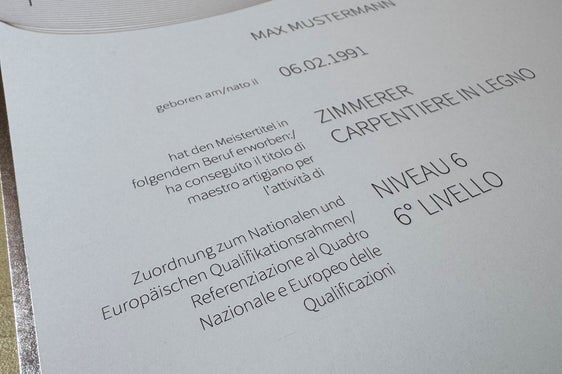 MAX MUSTERMANN
geboren am/nato il
06.02.1991
hat den Meistertitel in
folgendem Beruf erworben:/
ha conseguito il titolo di
maestro artigiano per
l'attività di
ZIMMERER
CARPENTIERE IN LEGNO
Zuordnung zum Nationalen und
Europäischen Qualifikationsrahmen/
Referenziazione al Quadro
Nazionale e Europeo delle
Qualificazioni
NIVEAU 6
6° LIVELLO